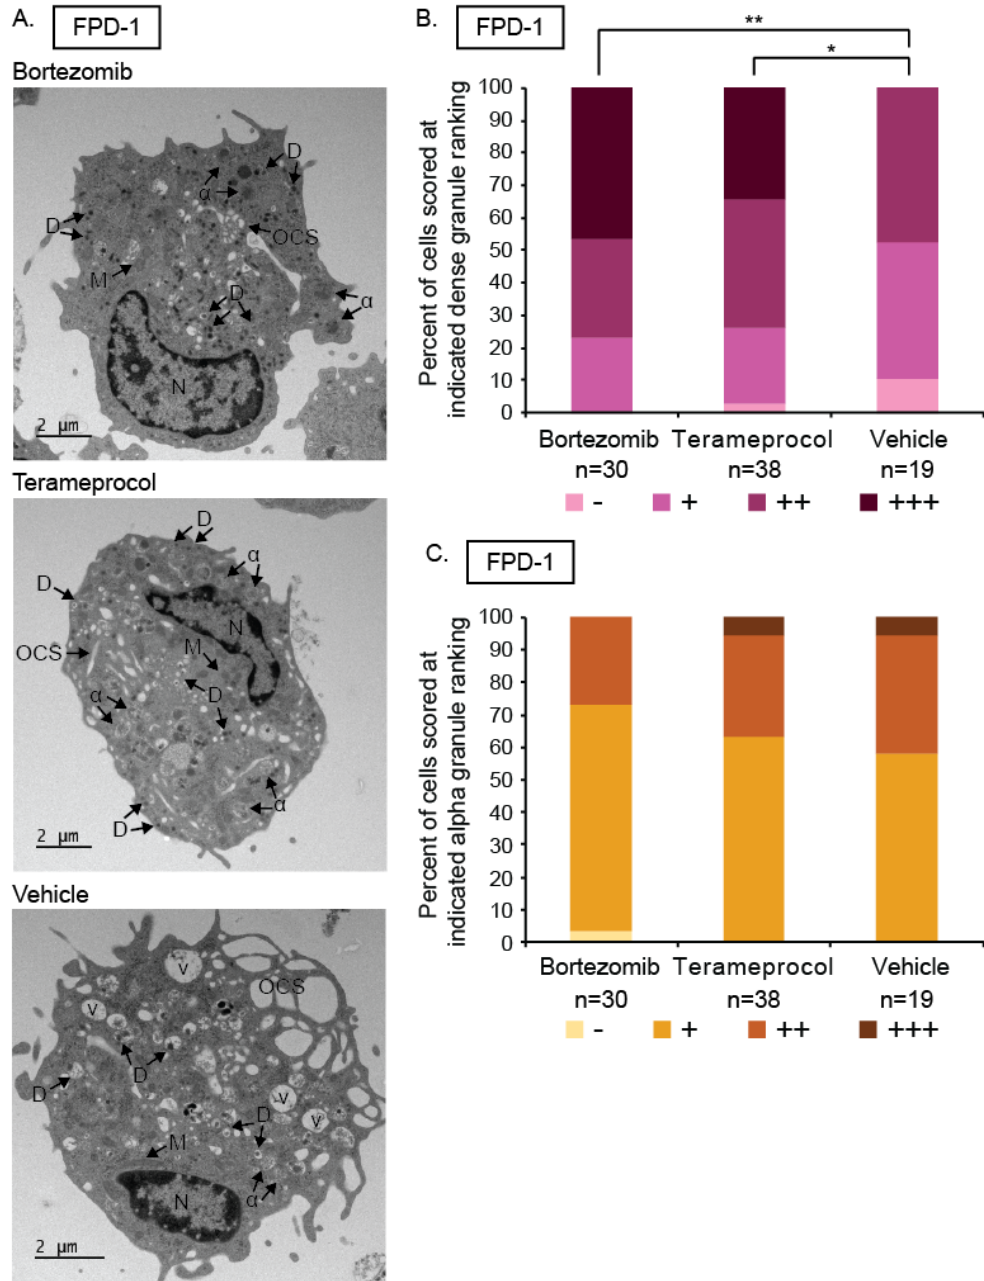 A.
FPD-1
Bortezomib
D
α
D
OCS
M
D
α
N
2 μm
Terameprocol
D
α
D
N
OCS
M
D
α
α
D
2 μm
Vehicle
v
OCS
v
D
D
v
D
v
M
α
N
2 μm
B.
FPD-1
**
*
Percent of cells scored at
indicated dense granule ranking
100
90
80
70
60
50
40
30
20
10
0
Bortezomib Terameprocol Vehicle
n=30 n=38 n=19
- + ++ +++
C.
FPD-1
Percent of cells scored at
indicated alpha granule ranking
100
90
80
70
60
50
40
30
20
10
0
Bortezomib Terameprocol Vehicle
n=30 n=38 n=19
- + ++ +++